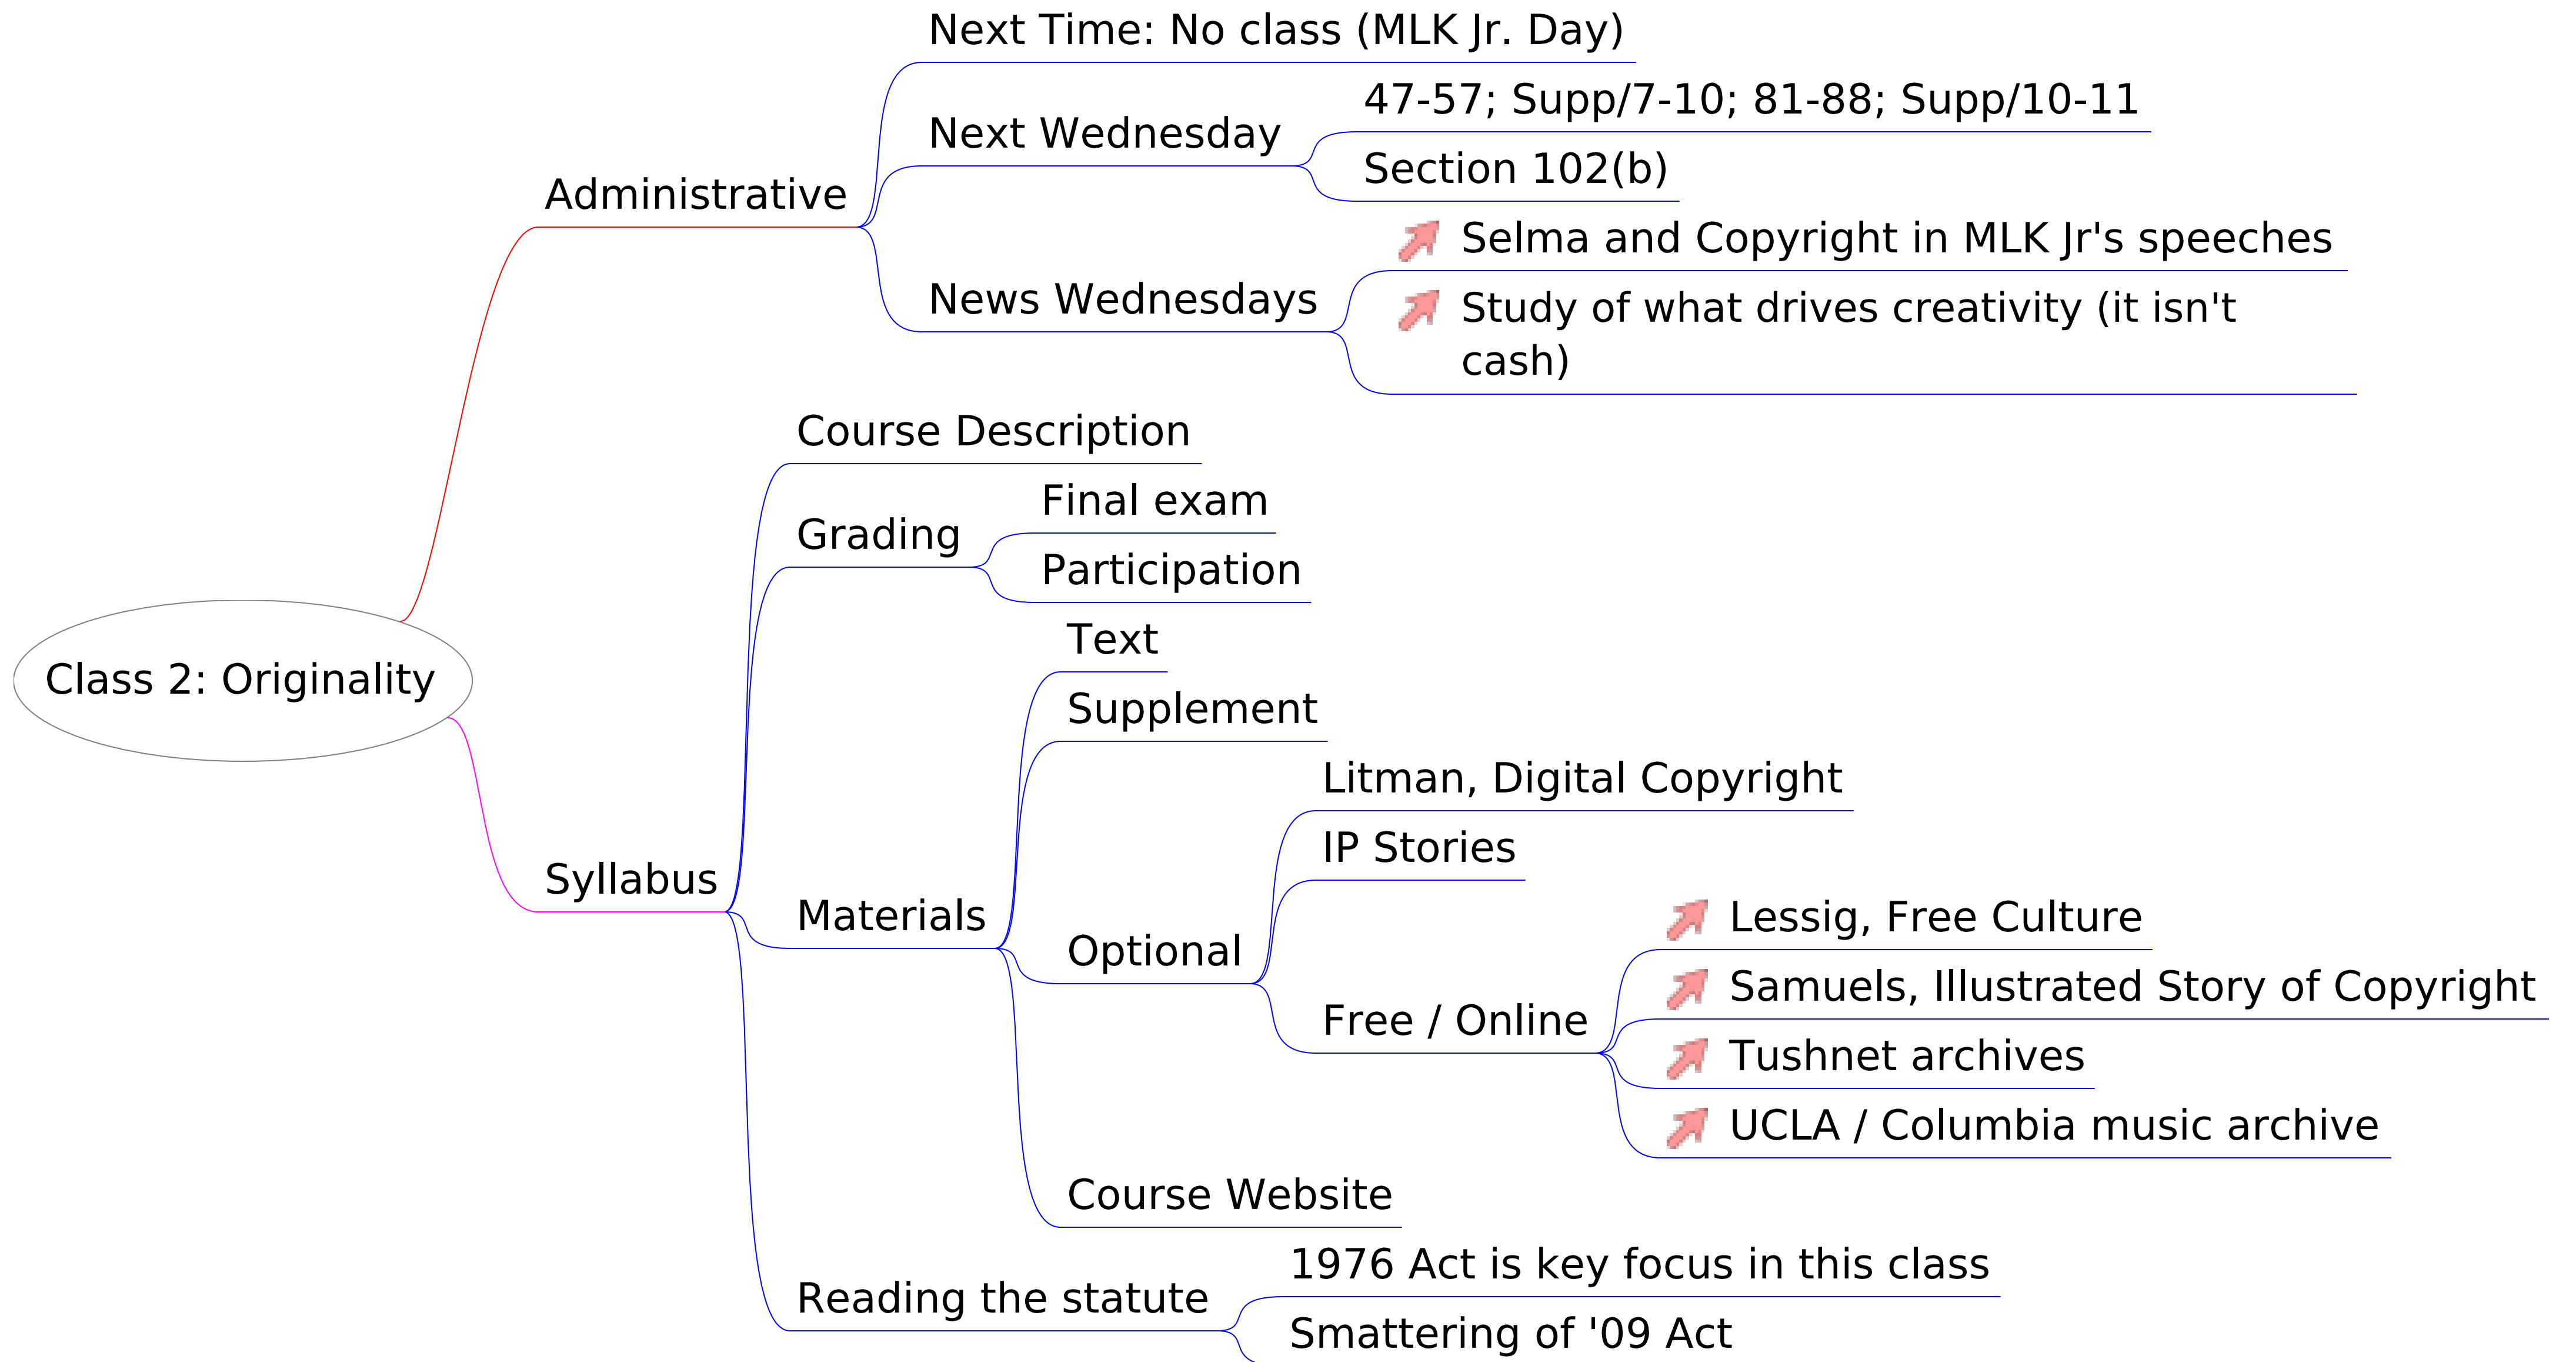 Next Time: No class (MLK Jr. Day)
47-57; Supp/7-10; 81-88; Supp/10-11
Next Wednesday
Section 102(b)
Administrative
Selma and Copyright in MLK Jr's speeches
News Wednesdays
Study of what drives creativity (it isn't
cash)
Course Description
Final exam
Grading
Participation
Text
Class 2: Originality
Supplement
Litman, Digital Copyright
IP Stories
Syllabus
Materials
Lessig, Free Culture
Optional
Samuels, Illustrated Story of Copyright
Free / Online
Tushnet archives
UCLA / Columbia music archive
Course Website
1976 Act is key focus in this class
Reading the statute
Smattering of '09 Act